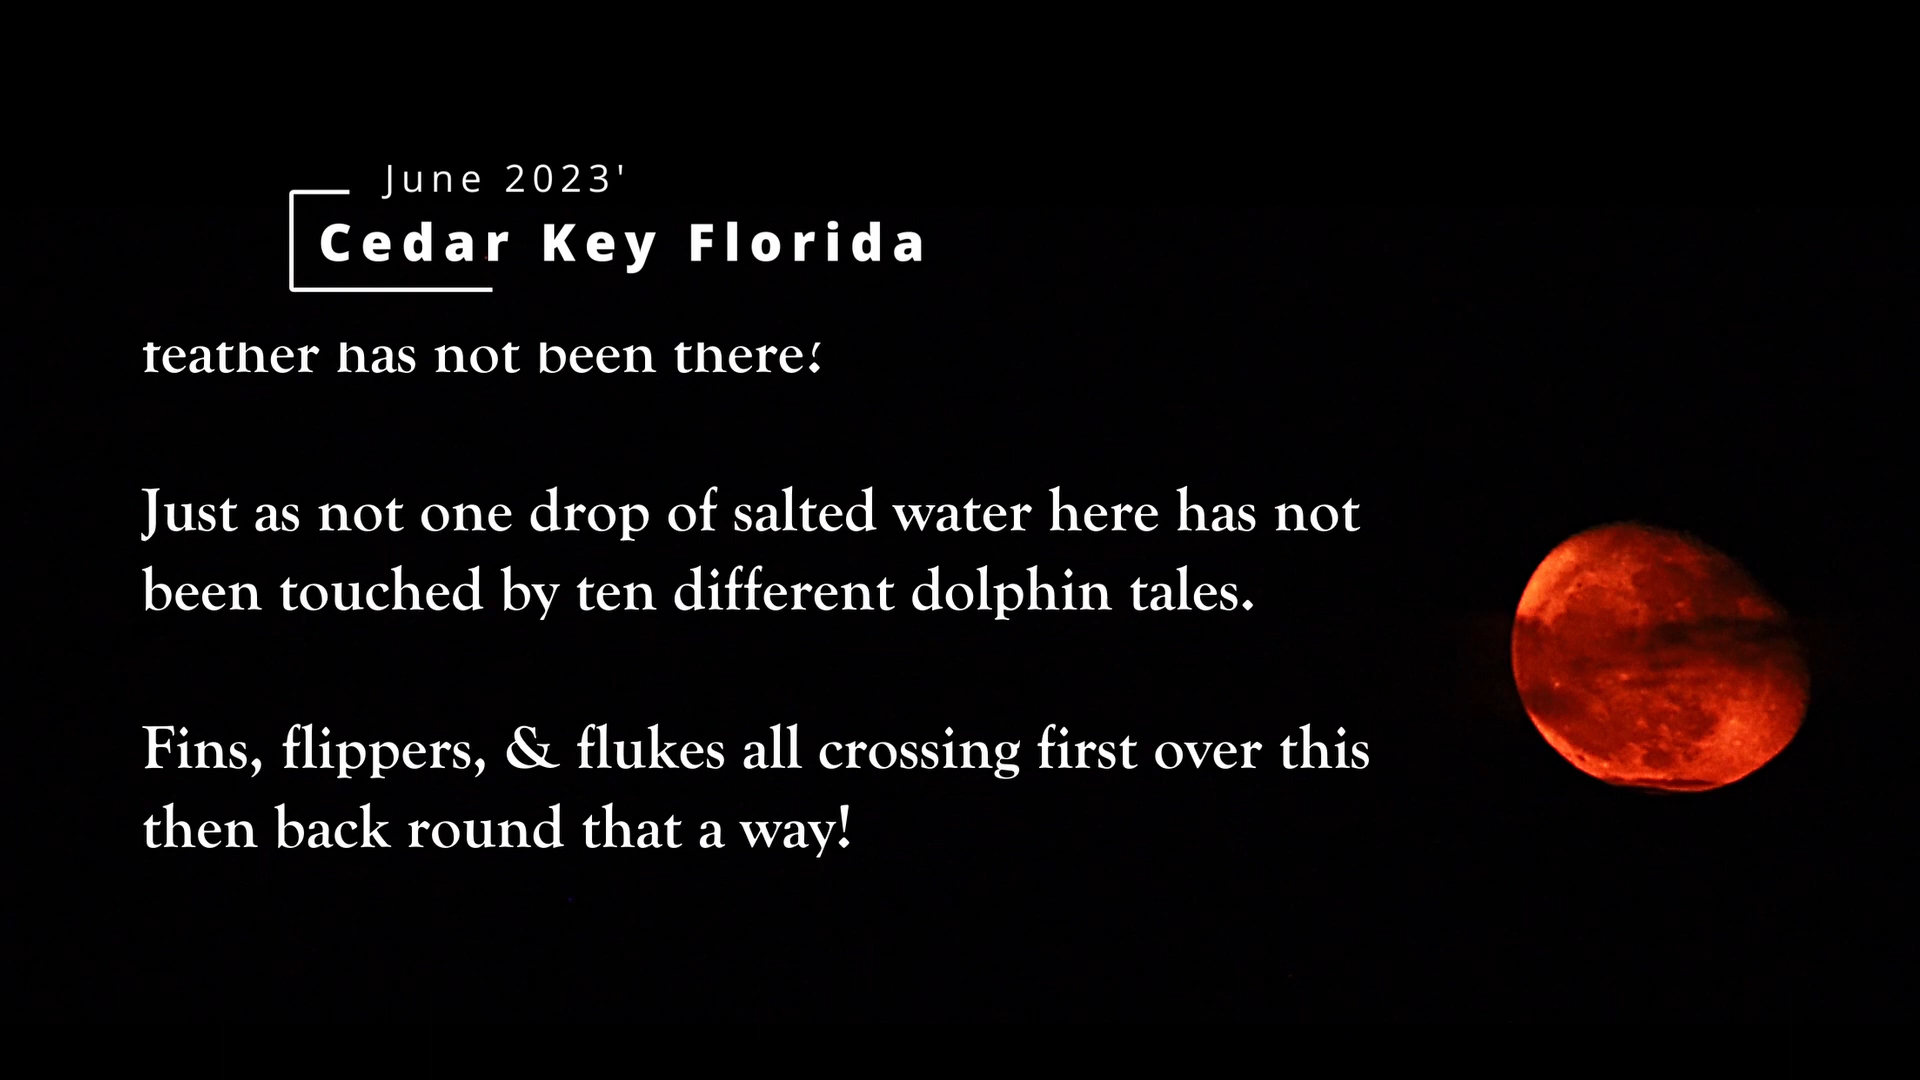 June 2023'
Cedar Key Florida
feather has not been there!
Just as not one drop of salted water here has not
been touched by ten different dolphin tales.
Fins, flippers, & flukes all crossing first over this
then back round that a way!